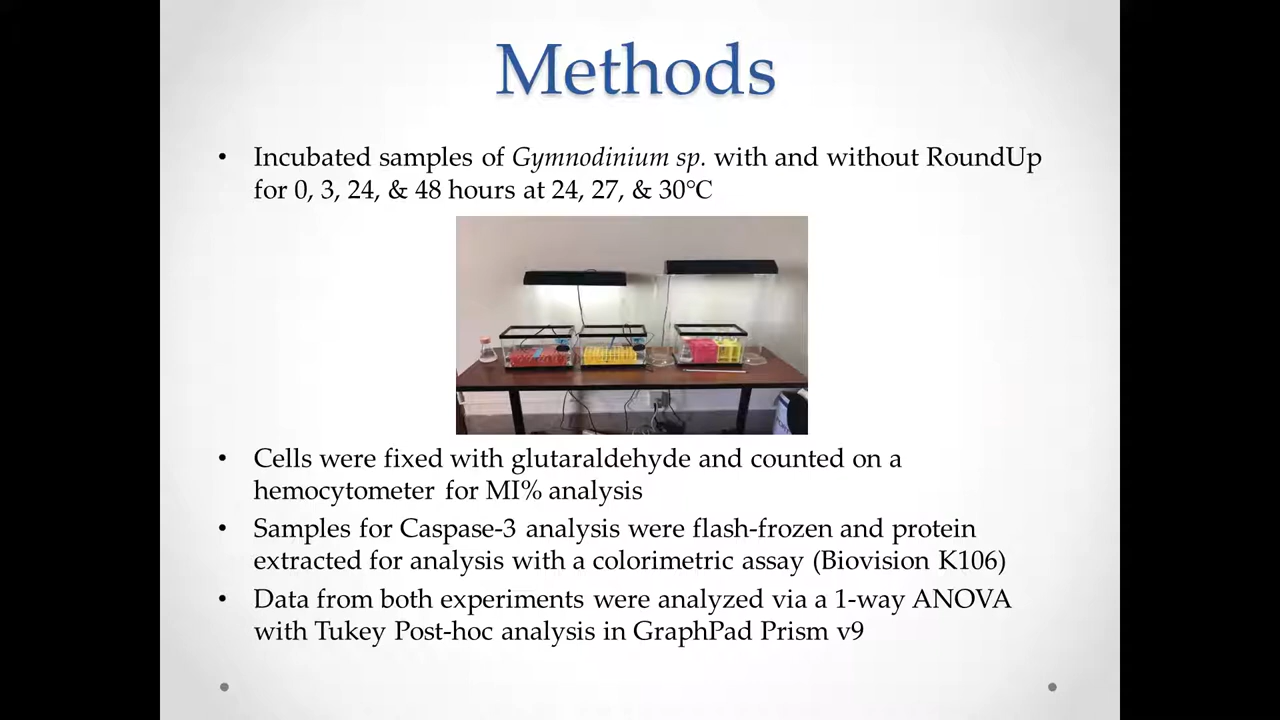 Methods
• Incubated samples of Gymnodinium sp. with and without RoundUp
for 0, 3, 24, & 48 hours at 24, 27, & 30°C
• Cells were fixed with glutaraldehyde and counted on a
hemocytometer for MI% analysis
• Samples for Caspase-3 analysis were flash-frozen and protein
extracted for analysis with a colorimetric assay (Biovision K106)
• Data from both experiments were analyzed via a 1-way ANOVA
with Tukey Post-hoc analysis in GraphPad Prism v9